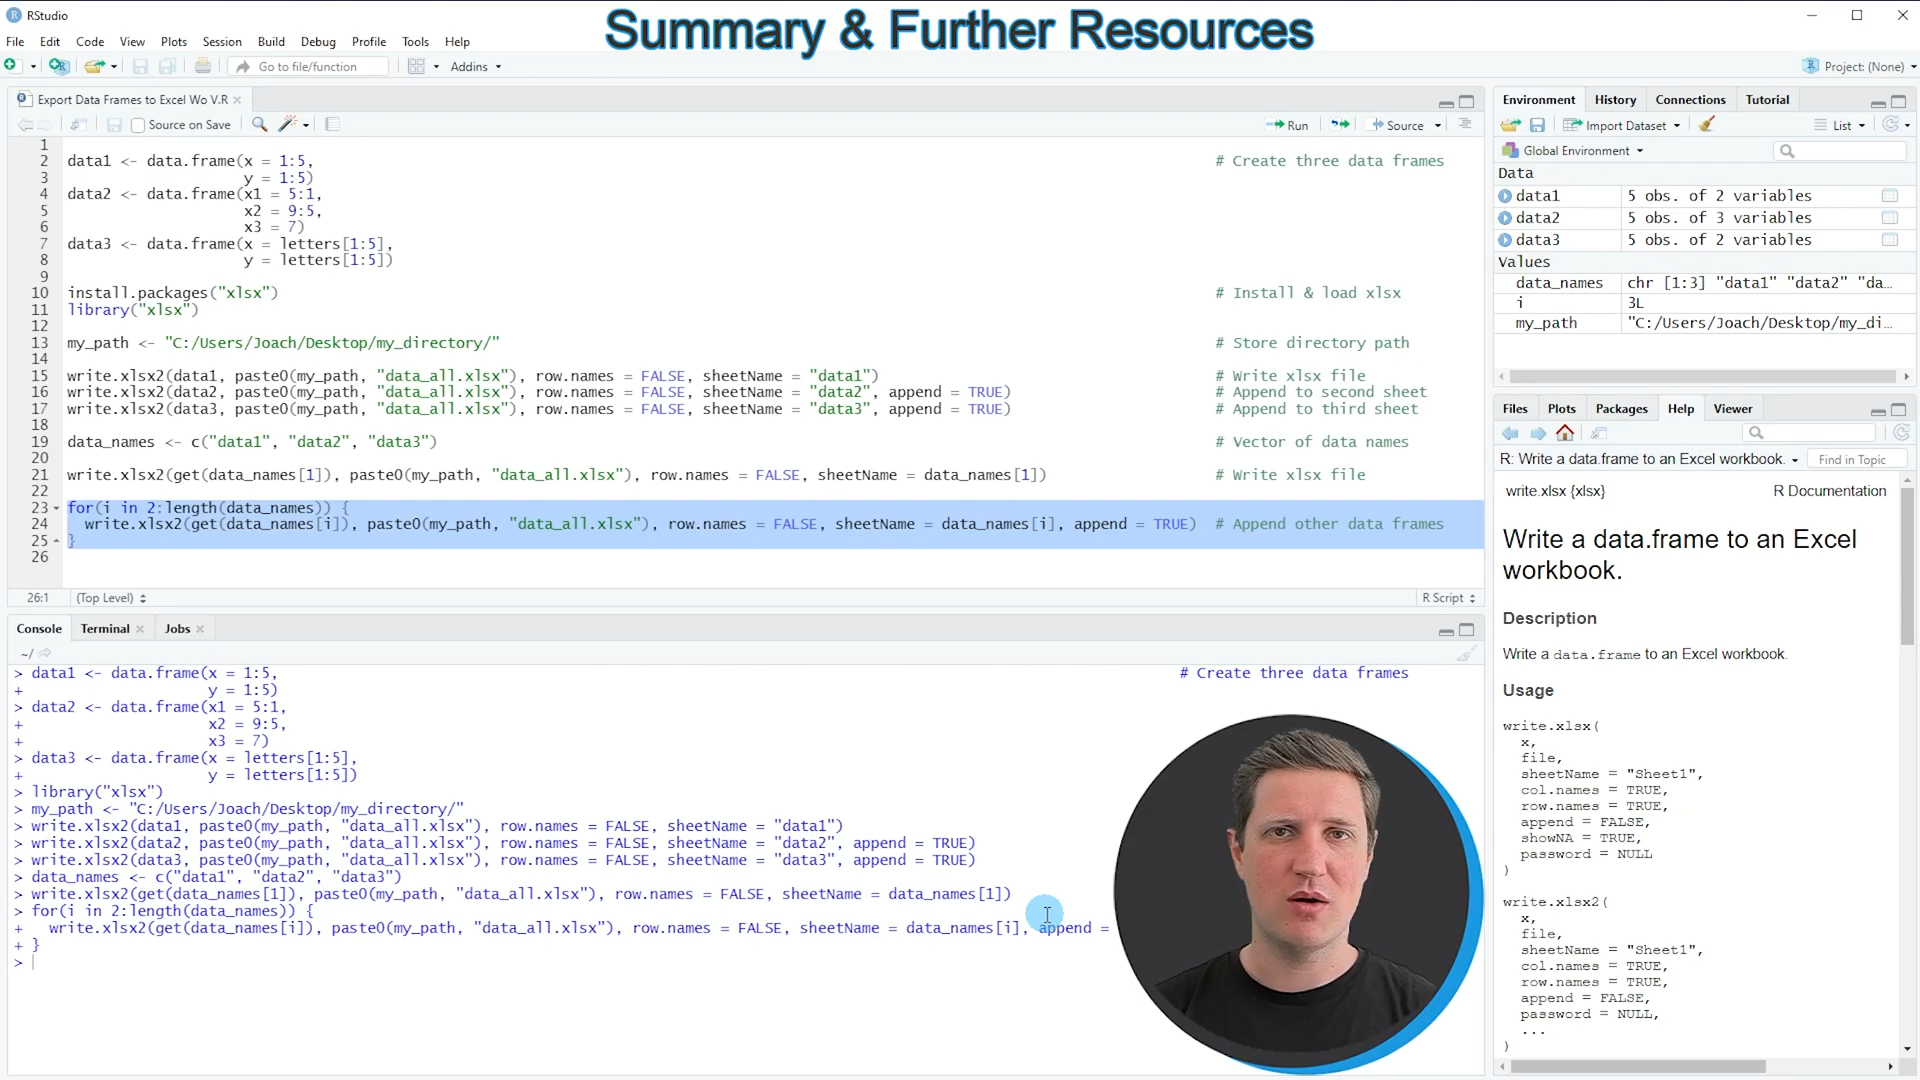 RStudio
Summary & Further Resources
File Edit Code View Plots Session Build Debug Profile Tools Help
Go to file/function Addins Project: (None)
Export Data Frames to Excel Wo V.R
Source on Save Run Source
1
2 data1 <- data.frame(x = 1:5, # Create three data frames
3 y = 1:5)
4 data2 <- data.frame(x1 = 5:1,
5 x2 = 9:5,
6 x3 = 7)
7 data3 <- data.frame(x = letters[1:5],
8 y = letters[1:5])
9
10 install.packages("xlsx") # Install & load xlsx
11 library("xlsx")
12
13 my_path <- "C:/Users/Joach/Desktop/my_directory/" # Store directory path
14
15 write.xlsx2(data1, paste0(my_path, "data_all.xlsx"), row.names = FALSE, sheetName = "data1") # Write xlsx file
16 write.xlsx2(data2, paste0(my_path, "data_all.xlsx"), row.names = FALSE, sheetName = "data2", append = TRUE) # Append to second sheet
17 write.xlsx2(data3, paste0(my_path, "data_all.xlsx"), row.names = FALSE, sheetName = "data3", append = TRUE) # Append to third sheet
18
19 data_names <- c("data1", "data2", "data3") # Vector of data names
20
21 write.xlsx2(get(data_names[1]), paste0(my_path, "data_all.xlsx"), row.names = FALSE, sheetName = data_names[1]) # Write xlsx file
22
23 for(i in 2:length(data_names)) {
24 write.xlsx2(get(data_names[i]), paste0(my_path, "data_all.xlsx"), row.names = FALSE, sheetName = data_names[i], append = TRUE) # Append other data frames
25 }
26
26:1 (Top Level) R Script
Console Terminal Jobs
~/
> data1 <- data.frame(x = 1:5, # Create three data frames
+ y = 1:5)
> data2 <- data.frame(x1 = 5:1,
+ x2 = 9:5,
+ x3 = 7)
> data3 <- data.frame(x = letters[1:5],
+ y = letters[1:5])
> library("xlsx")
> my_path <- "C:/Users/Joach/Desktop/my_directory/"
> write.xlsx2(data1, paste0(my_path, "data_all.xlsx"), row.names = FALSE, sheetName = "data1")
> write.xlsx2(data2, paste0(my_path, "data_all.xlsx"), row.names = FALSE, sheetName = "data2", append = TRUE)
> write.xlsx2(data3, paste0(my_path, "data_all.xlsx"), row.names = FALSE, sheetName = "data3", append = TRUE)
> data_names <- c("data1", "data2", "data3")
> write.xlsx2(get(data_names[1]), paste0(my_path, "data_all.xlsx"), row.names = FALSE, sheetName = data_names[1])
> for(i in 2:length(data_names)) {
+ write.xlsx2(get(data_names[i]), paste0(my_path, "data_all.xlsx"), row.names = FALSE, sheetName = data_names[i], append =
+ }
>
Environment History Connections Tutorial
Import Dataset List
Global Environment
Data
data1 5 obs. of 2 variables
data2 5 obs. of 3 variables
data3 5 obs. of 2 variables
Values
data_names chr [1:3] "data1" "data2" "da...
i 3L
my_path "C:/Users/Joach/Desktop/my_di...
Files Plots Packages Help Viewer
R: Write a data.frame to an Excel workbook. Find in Topic
write.xlsx {xlsx} R Documentation
Write a data.frame to an Excel
workbook.
Description
Write a data.frame to an Excel workbook.
Usage
write.xlsx(
x,
file,
sheetName = "Sheet1",
col.names = TRUE,
row.names = TRUE,
append = FALSE,
showNA = TRUE,
password = NULL
)
write.xlsx2(
x,
file,
sheetName = "Sheet1",
col.names = TRUE,
row.names = TRUE,
append = FALSE,
password = NULL,
...
)